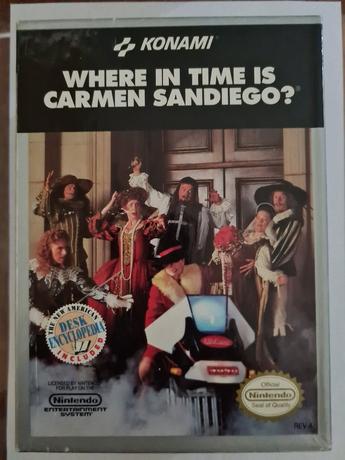 KONAMI®
WHERE IN TIME IS
CARMEN SANDIEGO?®
THE NEW AMERICAN
DESK
ENCYCLOPEDIA
INCLUDED
LICENSED BY NINTENDO
FOR PLAY ON THE
Nintendo
ENTERTAINMENT
SYSTEM
Official
Nintendo
Seal of Quality
REV-A